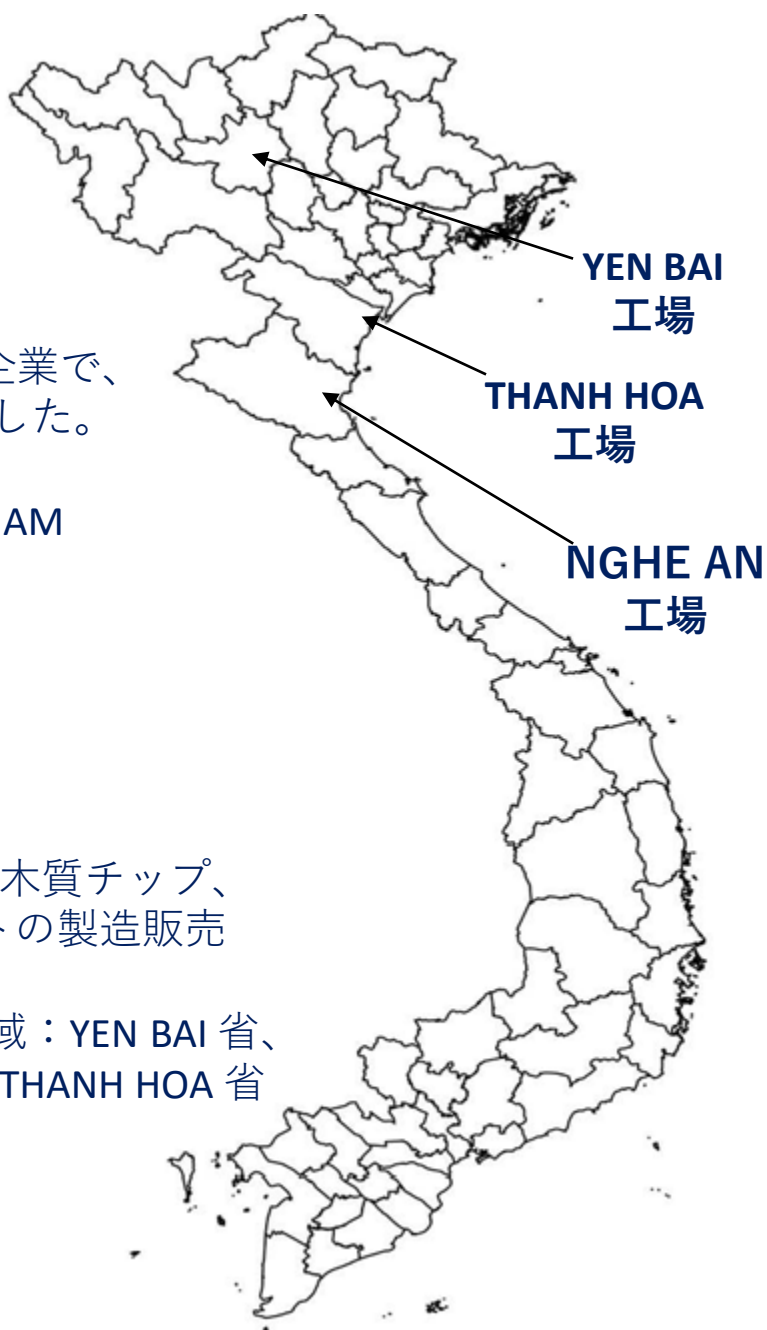 YEN BAI
工場
企業で、
した。
THANH HOA
工場
AM
NGHE AN
工場
木質チップ、
トの製造販売
域：YEN BAI 省、
THANH HOA 省